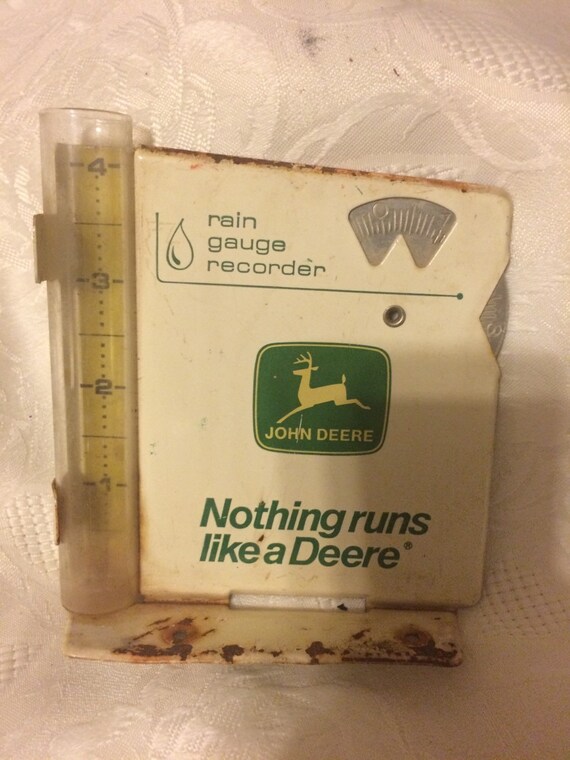 4
3
2
1
rain
gauge
recorder
JOHN DEERE
Nothing runs
like a Deere®